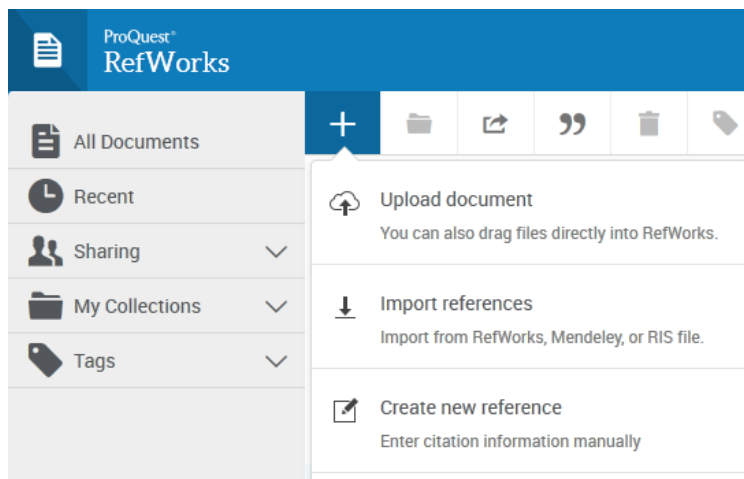 ProQuest®
RefWorks
All Documents
Recent
Sharing
My Collections
Tags
Upload document
You can also drag files directly into RefWorks.
Import references
Import from RefWorks, Mendeley, or RIS file.
Create new reference
Enter citation information manually